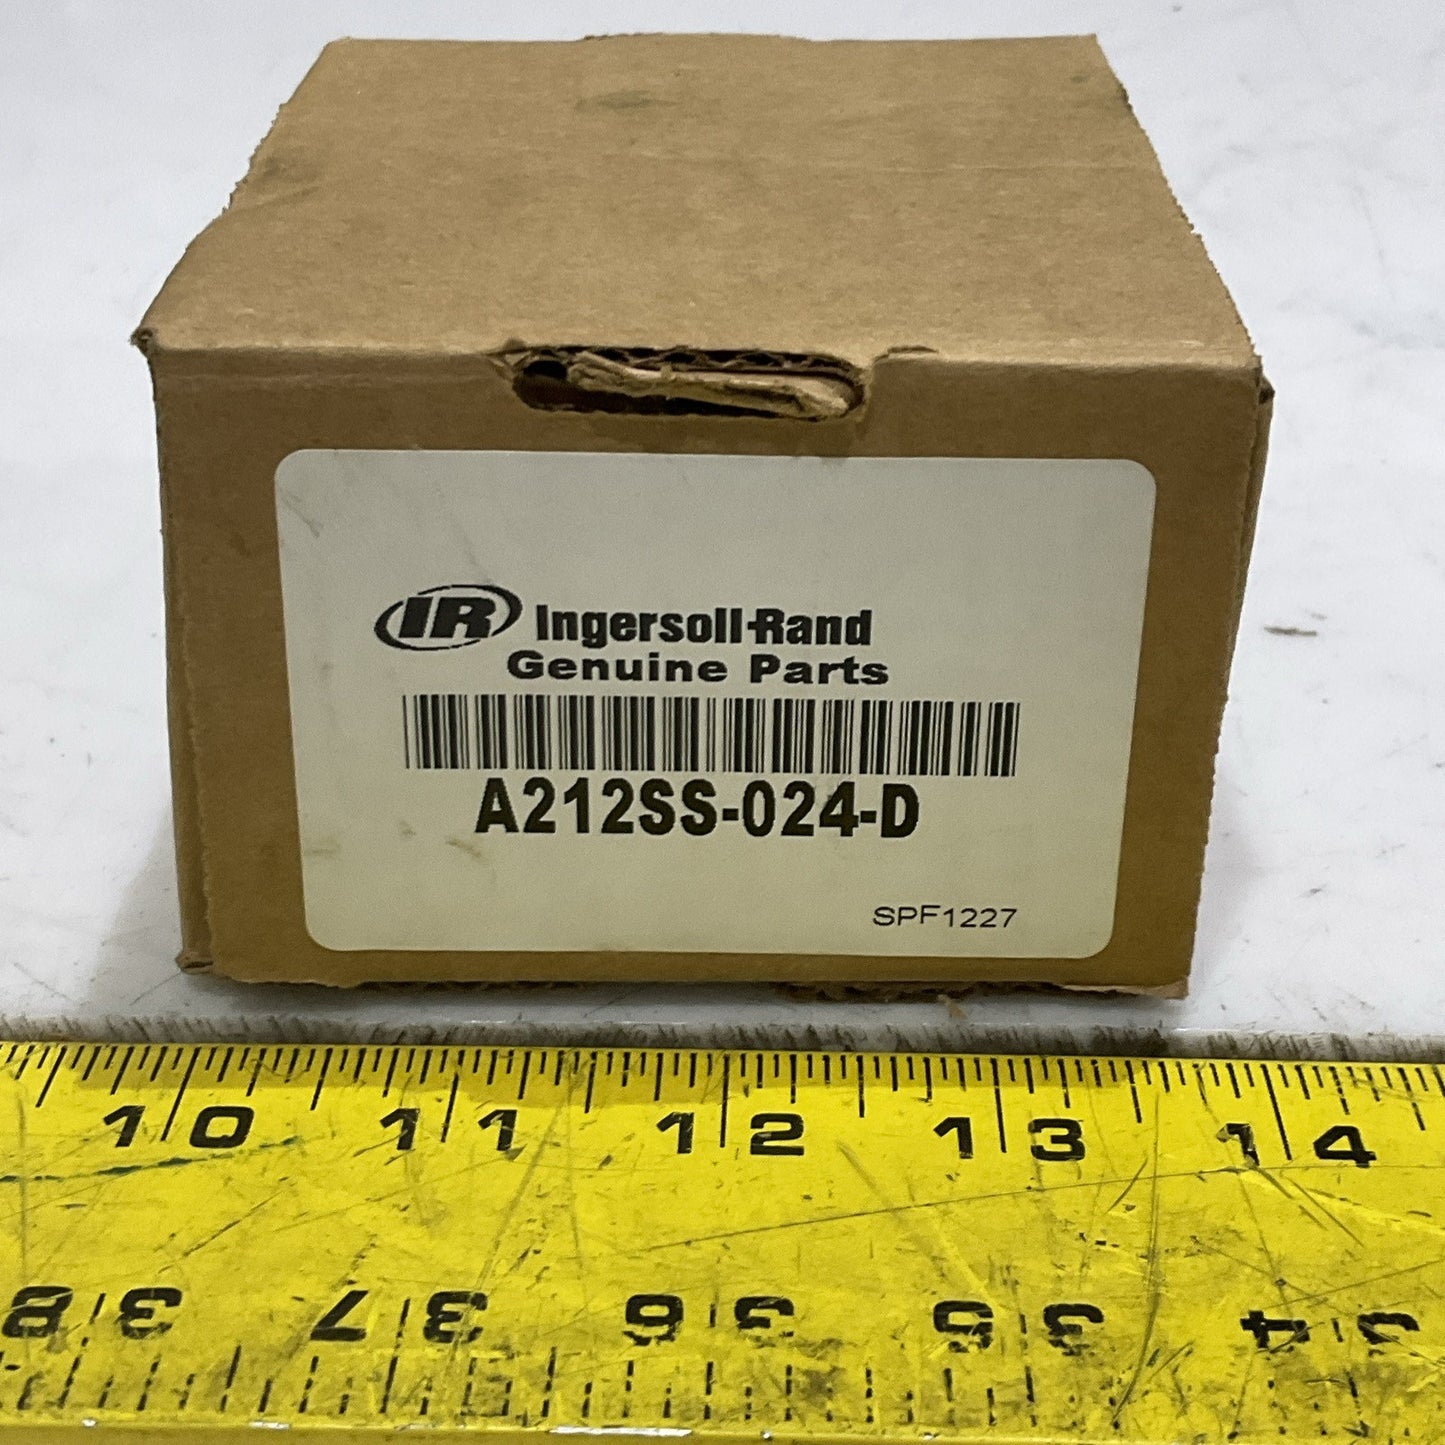 IR Ingersoll-Rand
Genuine Parts
A212SS-024-D
SPF1227
10 11 12 13 14
38 37 36 35 34